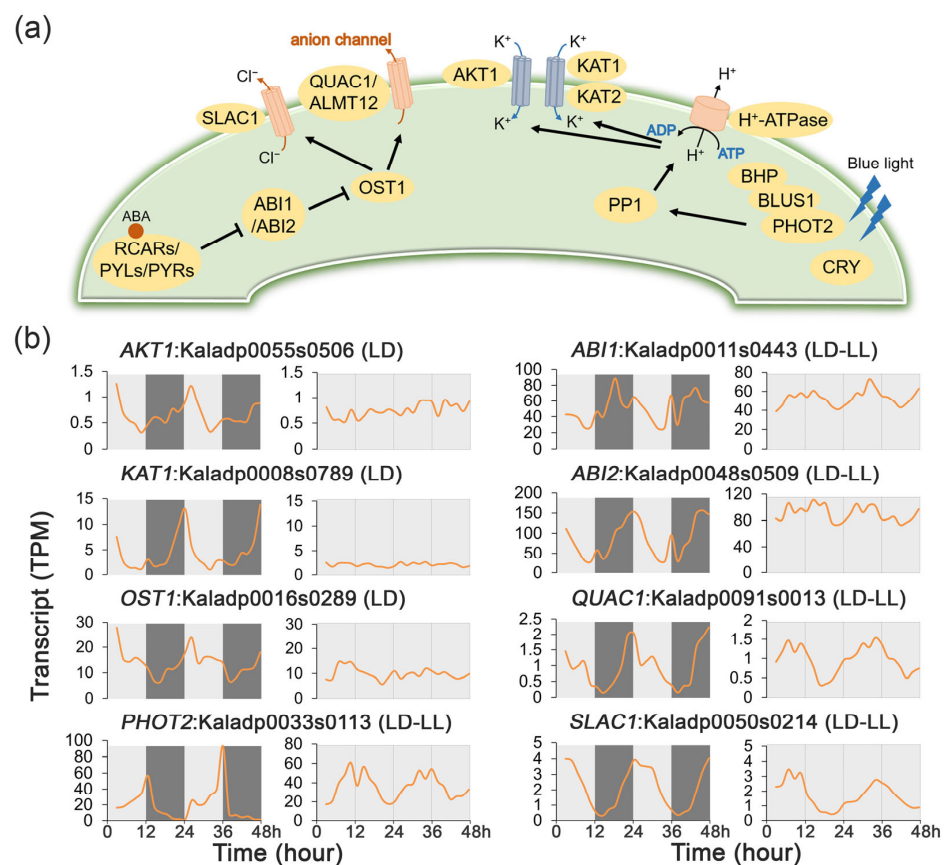 (a)
anion channel
Cl⁻
QUAC1/
ALMT12
SLAC1
Cl⁻
AKT1
K⁺
K⁺
KAT1
KAT2
K⁺
K⁺
H⁺
H⁺-ATPase
ADP
H⁺
ATP
Blue light
BHP
BLUS1
PHOT2
CRY
PP1
OST1
ABI1
/ABI2
ABA
RCARs/
PYLs/PYRs
(b)
Transcript (TPM)
AKT1:Kaladp0055s0506 (LD)
1.5
1
0.5
0
1.5
1
0.5
0
ABI1:Kaladp0011s0443 (LD-LL)
100
80
60
40
20
0
80
60
40
20
0
KAT1:Kaladp0008s0789 (LD)
15
10
5
0
15
10
5
0
ABI2:Kaladp0048s0509 (LD-LL)
200
150
100
50
0
120
80
40
0
OST1:Kaladp0016s0289 (LD)
30
20
10
0
30
20
10
0
QUAC1:Kaladp0091s0013 (LD-LL)
2.5
2
1.5
1
0.5
0
2
1.5
1
0.5
0
PHOT2:Kaladp0033s0113 (LD-LL)
100
80
60
40
20
0
80
60
40
20
0
SLAC1:Kaladp0050s0214 (LD-LL)
5
4
3
2
1
0
5
4
3
2
1
0
0 12 24 36 48h
0 12 24 36 48h
0 12 24 36 48h
0 12 24 36 48h
Time (hour)
Time (hour)